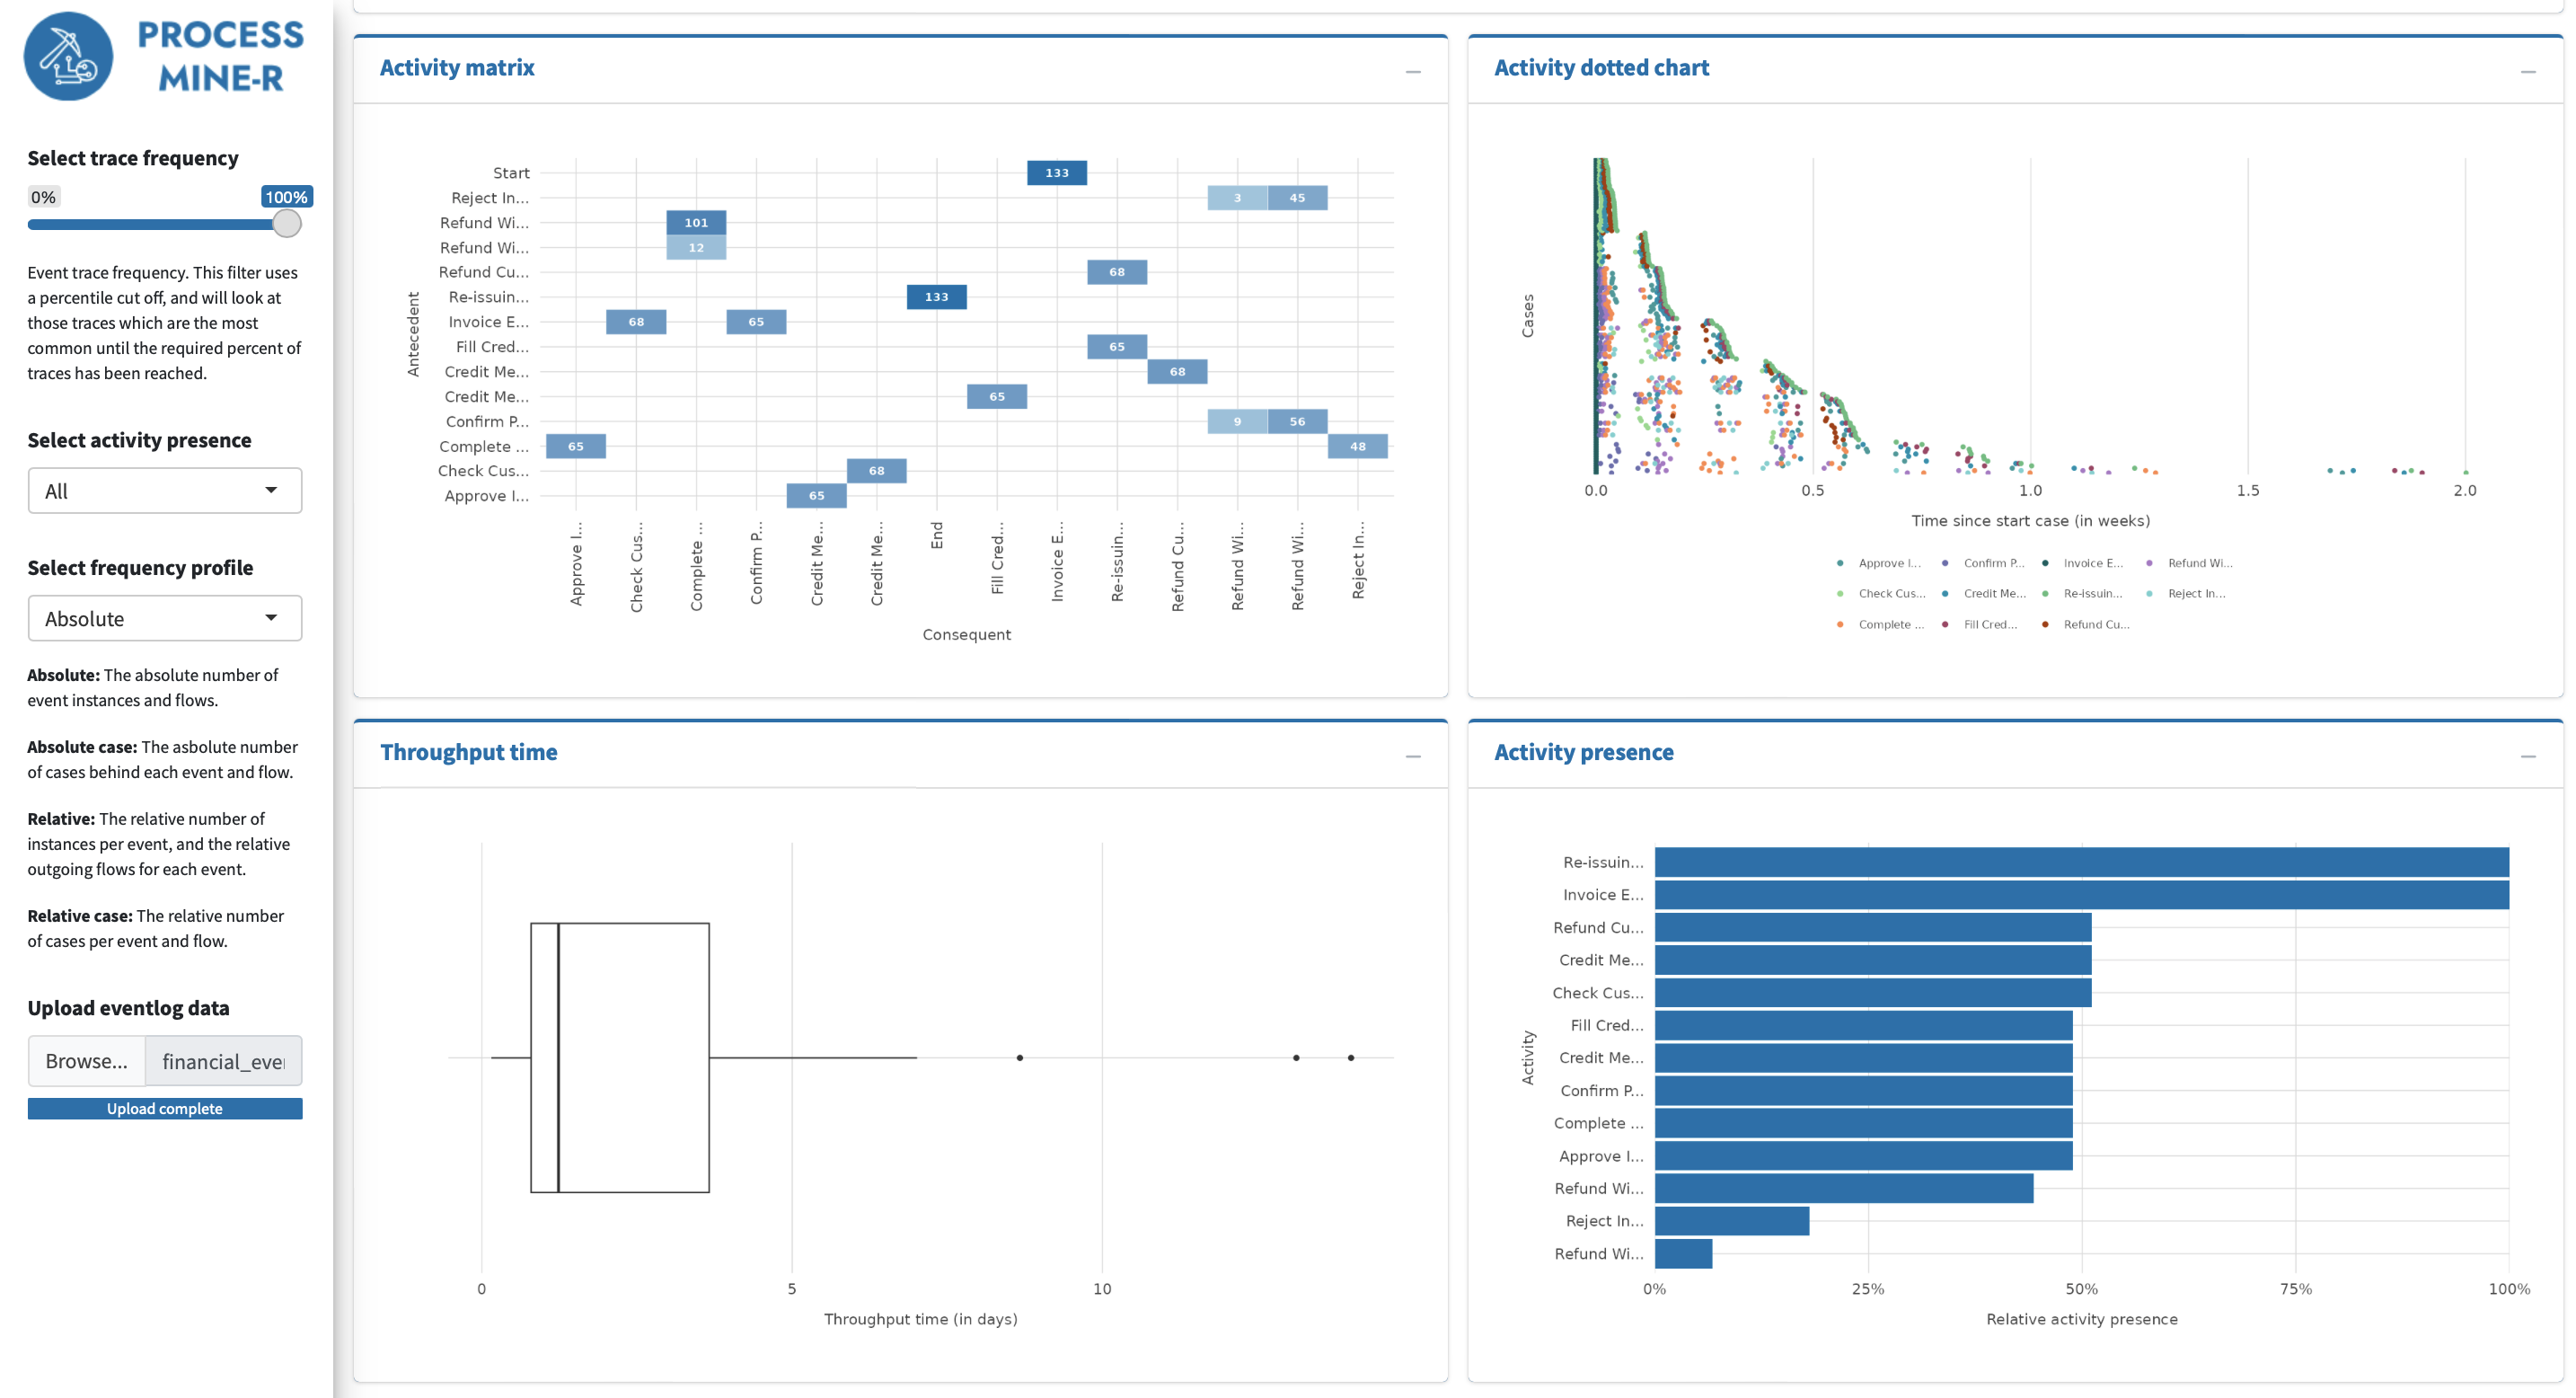 PROCESS
MINE-R
Select trace frequency
0%
100%
Event trace frequency. This filter uses
a percentile cut off, and will look at
those traces which are the most
common until the required percent of
traces has been reached.
Select activity presence
All
Select frequency profile
Absolute
Absolute: The absolute number of
event instances and flows.
Absolute case: The asbolute number
of cases behind each event and flow.
Relative: The relative number of
instances per event, and the relative
outgoing flows for each event.
Relative case: The relative number
of cases per event and flow.
Upload eventlog data
Browse...
financial_eve
Upload complete
Activity matrix
Antecedent
Start 133
Reject In... 3 45
Refund Wi... 101
Refund Wi... 12
Refund Cu... 68
Re-issuin... 133
Invoice E... 68 65
Fill Cred... 65
Credit Me... 68
Credit Me... 65
Confirm P... 9 56
Complete ... 65 48
Check Cus... 68
Approve I... 65
Approve I...
Check Cus...
Complete ...
Confirm P...
Credit Me...
Credit Me...
End
Fill Cred...
Invoice E...
Re-issuin...
Refund Cu...
Refund Wi...
Refund Wi...
Reject In...
Consequent
Activity dotted chart
Cases
0.0 0.5 1.0 1.5 2.0
Time since start case (in weeks)
Approve I... Confirm P... Invoice E... Refund Wi...
Check Cus... Credit Me... Re-issuin... Reject In...
Complete ... Fill Cred... Refund Cu...
Throughput time
0 5 10
Throughput time (in days)
Activity presence
Activity
Re-issuin...
Invoice E...
Refund Cu...
Credit Me...
Check Cus...
Fill Cred...
Credit Me...
Confirm P...
Complete ...
Approve I...
Refund Wi...
Reject In...
Refund Wi...
0% 25% 50% 75% 100%
Relative activity presence